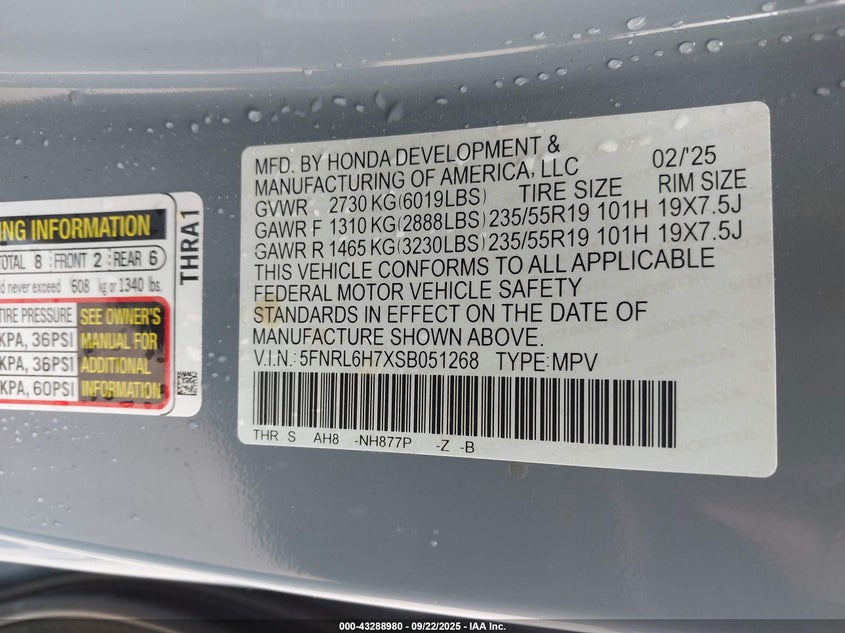 MFD. BY HONDA DEVELOPMENT & MANUFACTURING OF AMERICA, LLC 02/'25
GVWR 2730 KG(6019LBS) TIRE SIZE RIM SIZE
GAWR F 1310 KG(2888LBS) 235/55R19 101H 19X7.5J
GAWR R 1465 KG(3230LBS) 235/55R19 101H 19X7.5J
THIS VEHICLE CONFORMS TO ALL APPLICABLE
FEDERAL MOTOR VEHICLE SAFETY
STANDARDS IN EFFECT ON THE DATE OF
MANUFACTURE SHOWN ABOVE.
V.I.N.: 5FNRL6H7XSB051268 TYPE:MPV
THR S AH8 -NH877P -Z -B
ING INFORMATION
TOTAL 8 FRONT 2 REAR 6
d never exceed 608 kg or 1340 lbs.
TIRE PRESSURE SEE OWNER'S
KPA, 36PSI MANUAL FOR
KPA, 36PSI ADDITIONAL
KPA, 60PSI INFORMATION
THRA1
000-43288980 - 09/22/2025 - IAA Inc.